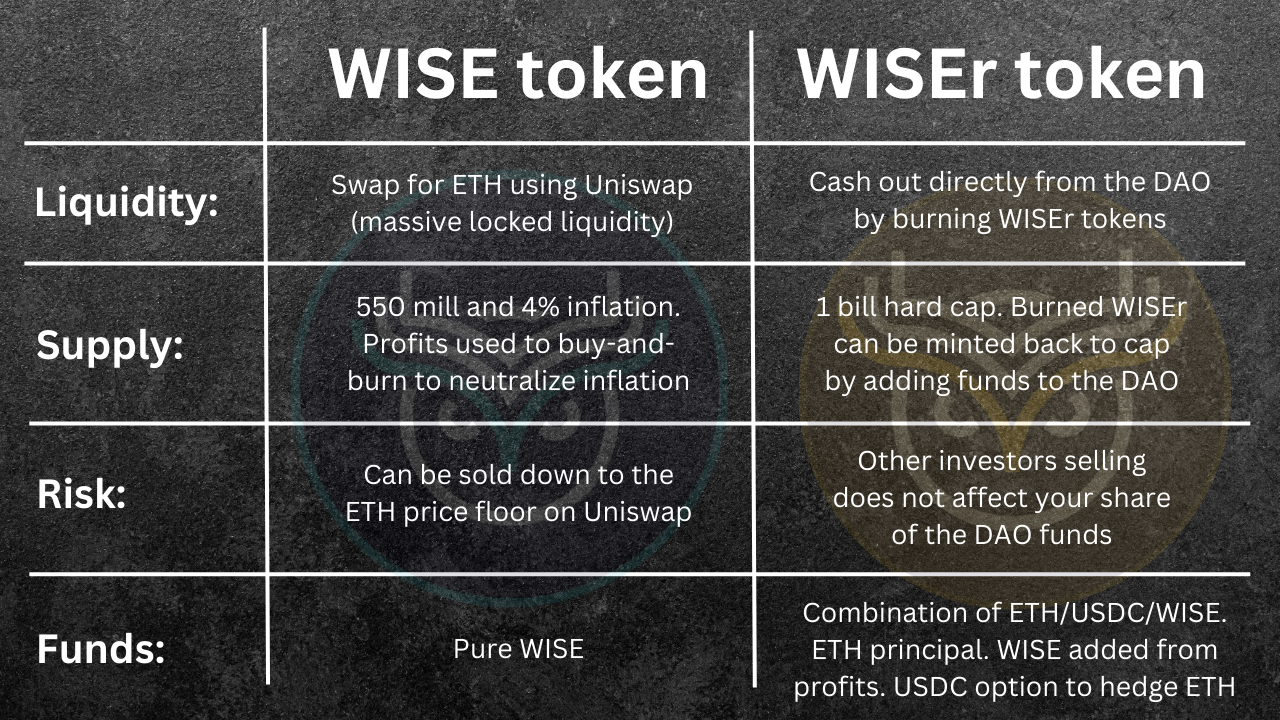 WISE token
WISEr token
Liquidity:
Swap for ETH using Uniswap
(massive locked liquidity)
Cash out directly from the DAO
by burning WISEr tokens
Supply:
550 mill and 4% inflation.
Profits used to buy-and-
burn to neutralize inflation
1 bill hard cap. Burned WISEr
can be minted back to cap
by adding funds to the DAO
Risk:
Can be sold down to the
ETH price floor on Uniswap
Other investors selling
does not affect your share
of the DAO funds
Funds:
Pure WISE
Combination of ETH/USDC/WISE.
ETH principal. WISE added from
profits. USDC option to hedge ETH